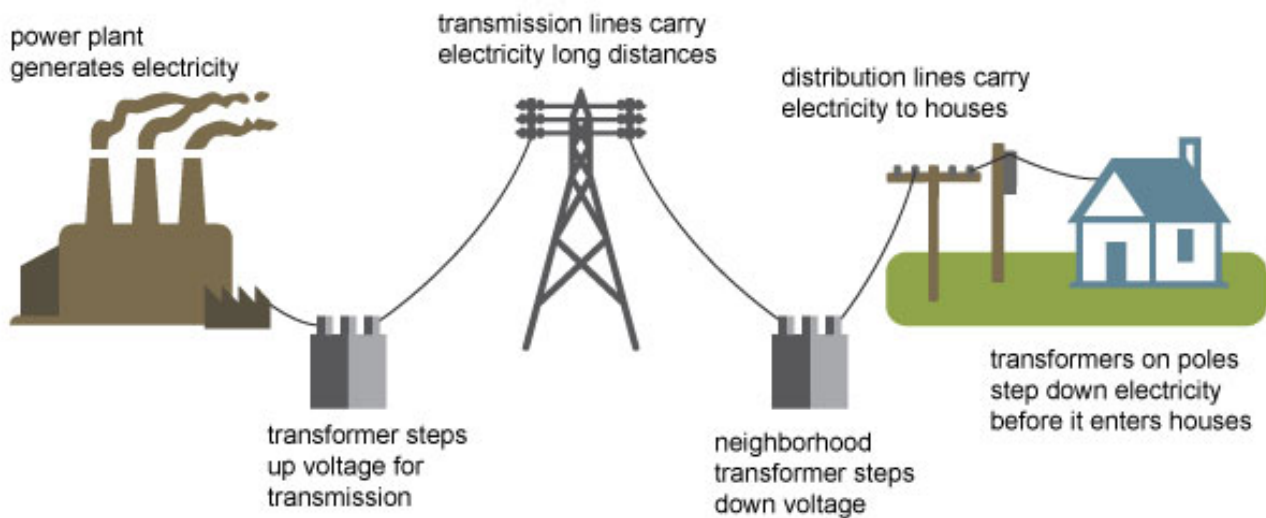 power plant
generates electricity
transformer steps
up voltage for
transmission
transmission lines carry
electricity long distances
neighborhood
transformer steps
down voltage
distribution lines carry
electricity to houses
transformers on poles
step down electricity
before it enters houses